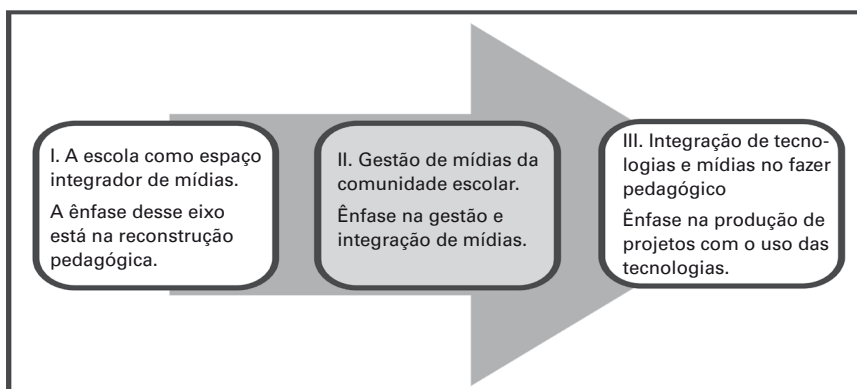 I. A escola como espaço
integrador de mídias.
A ênfase desse eixo
está na reconstrução
pedagógica.
II. Gestão de mídias da
comunidade escolar.
Ênfase na gestão e
integração de mídias.
III. Integração de tecno-
logias e mídias no fazer
pedagógico
Ênfase na produção de
projetos com o uso das
tecnologias.